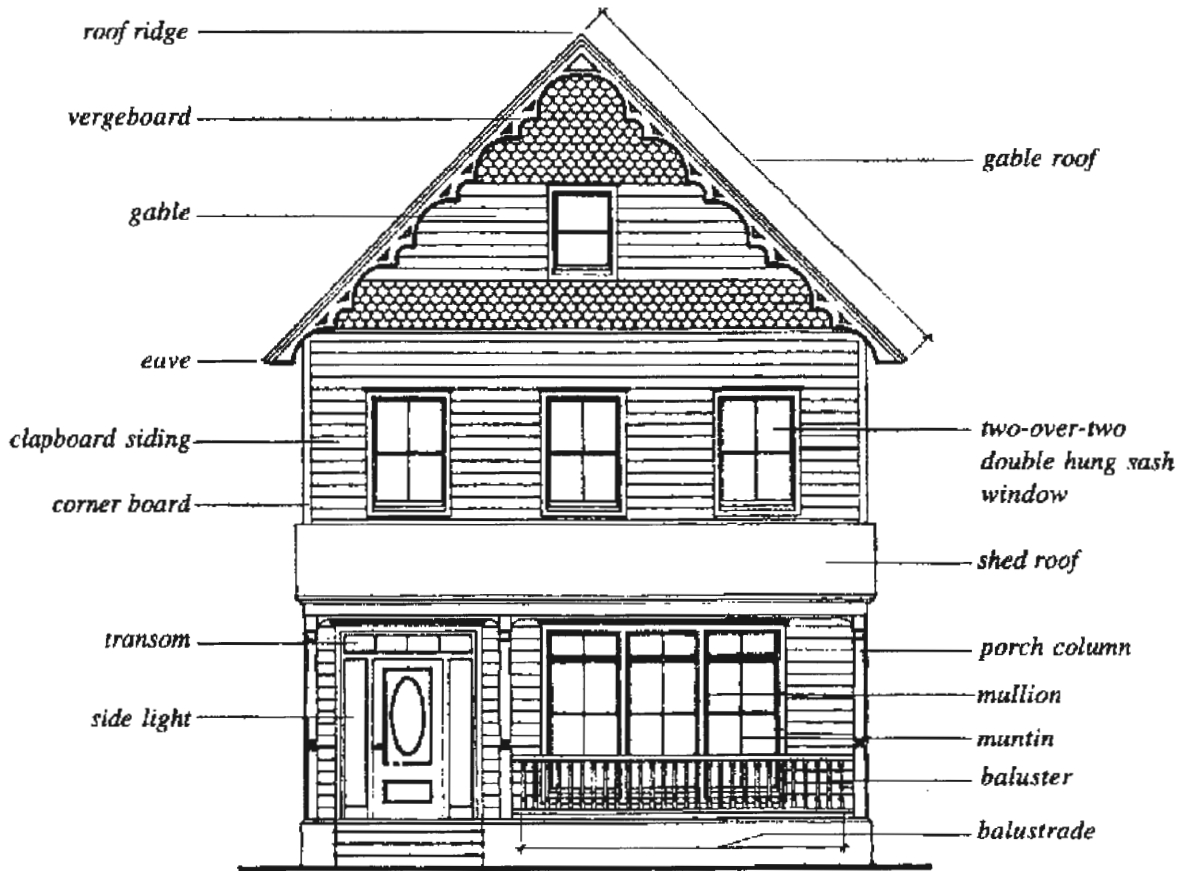 roof ridge
vergeboard
gable roof
gable
eave
clapboard siding
two-over-two
double hung sash
window
corner board
shed roof
transom
porch column
side light
mullion
muntin
baluster
balustrade